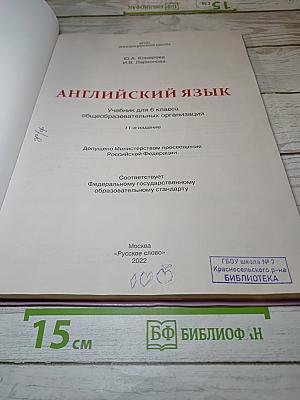 Ю.А. Комарова
И.В. Ларионова
АНГЛИЙСКИЙ ЯЗЫК
Учебник для 6 класса
общеобразовательных организаций
11-е издание
Допущено Министерством просвещения
Российской Федерации
Соответствует
Федеральному государственному
образовательному стандарту
Москва
«Русское слово»
2022
ГБОУ школа № 7
Красносельского р-на
БИБЛИОТЕКА
15 см
БФ БИБЛИОФАН